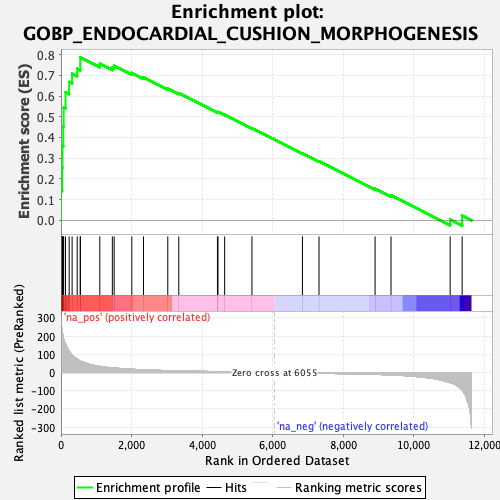 Enrichment plot:
GOBP_ENDOCARDIAL_CUSHION_MORPHOGENESIS
Enrichment score (ES)
0.8
0.7
0.6
0.5
0.4
0.3
0.2
0.1
0.0
'na_pos' (positively correlated)
Ranked list metric (PreRanked)
300
200
100
0
-100
-200
-300
Zero cross at 6055
'na_neg' (negatively correlated)
0 2,000 4,000 6,000 8,000 10,000 12,000
Rank in Ordered Dataset
Enrichment profile Hits Ranking metric scores